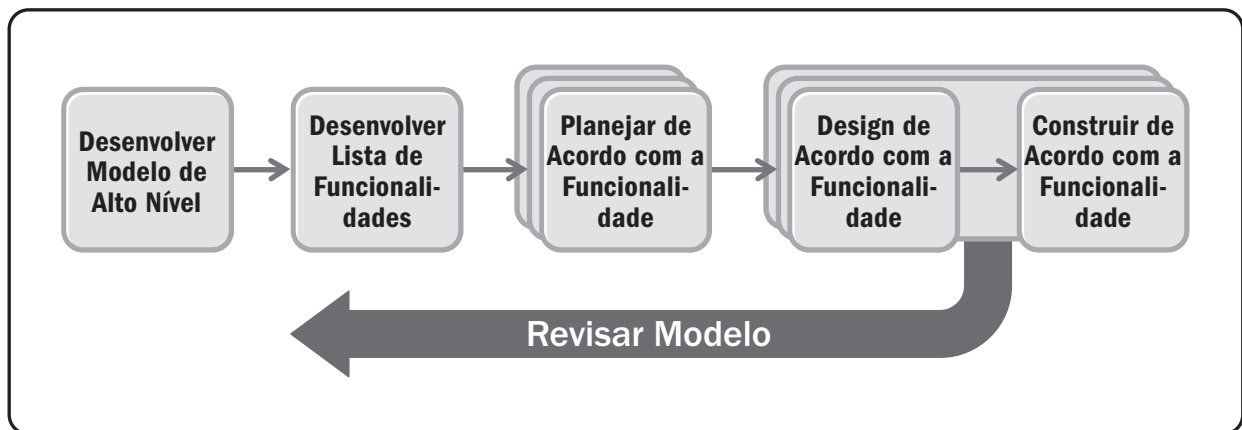 Desenvolver
Modelo de
Alto Nível
Desenvolver
Lista de
Funcionali-
dades
Planejar de
Acordo com a
Funcionali-
dade
Design de
Acordo com a
Funcionali-
dade
Construir de
Acordo com a
Funcionali-
dade
Revisar Modelo